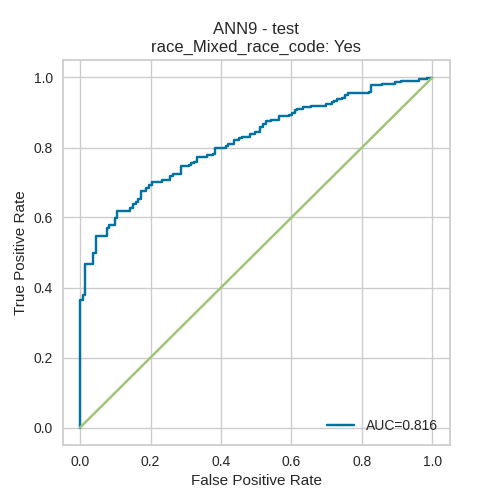 ANN9 - test
race_Mixed_race_code: Yes
True Positive Rate
1.0
0.8
0.6
0.4
0.2
0.0
AUC=0.816
0.0 0.2 0.4 0.6 0.8 1.0
False Positive Rate